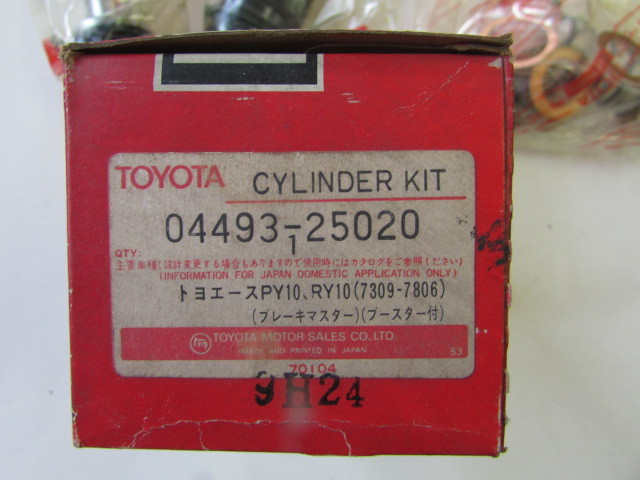 TOYOTA CYLINDER KIT
04493-25020
QTY: 1
主要車種(設計変更する場合もありますので使用時にはカタログをご参照ください)
(INFORMATION FOR JAPAN DOMESTIC APPLICATION ONLY)
トヨエースPY10、RY10(7309-7806)
(ブレーキマスター)(ブースター付)
TOYOTA MOTOR SALES CO.LTD.
MADE AND PRINTED IN JAPAN 53
70104
9H24